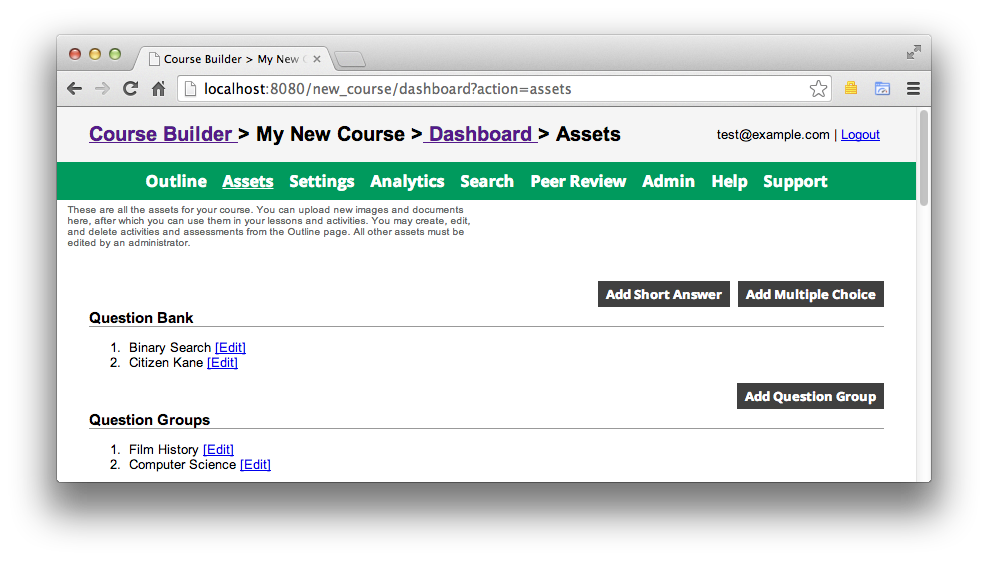 Course Builder > My New C
localhost:8080/new_course/dashboard?action=assets
Course Builder > My New Course > Dashboard > Assets
test@example.com | Logout
Outline Assets Settings Analytics Search Peer Review Admin Help Support
These are all the assets for your course. You can upload new images and documents
here, after which you can use them in your lessons and activities. You may create, edit,
and delete activities and assessments from the Outline page. All other assets must be
edited by an administrator.
Add Short Answer Add Multiple Choice
Question Bank
1. Binary Search [Edit]
2. Citizen Kane [Edit]
Add Question Group
Question Groups
1. Film History [Edit]
2. Computer Science [Edit]